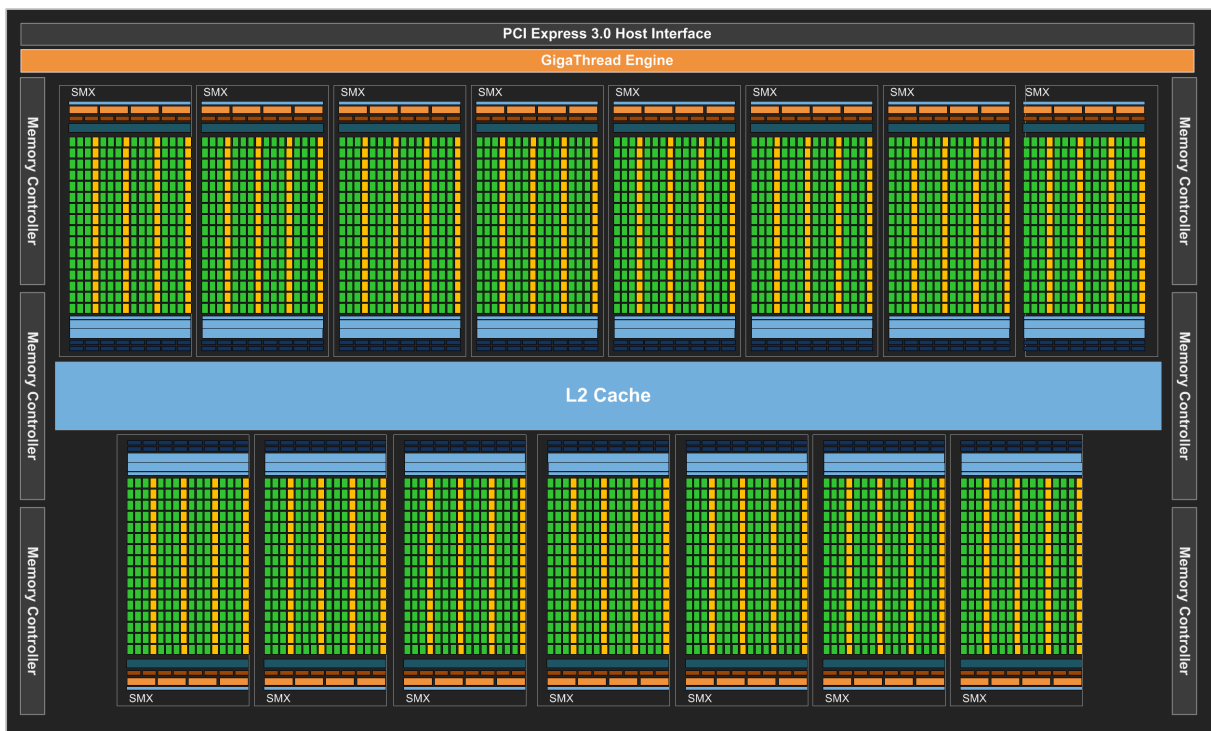 PCI Express 3.0 Host Interface
GigaThread Engine
SMX
SMX
SMX
SMX
SMX
SMX
SMX
SMX
Memory Controller
Memory Controller
Memory Controller
Memory Controller
L2 Cache
Memory Controller
Memory Controller
SMX
SMX
SMX
SMX
SMX
SMX
SMX